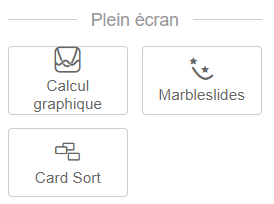 Plein écran
Calcul
graphique
Marbleslides
Card Sort